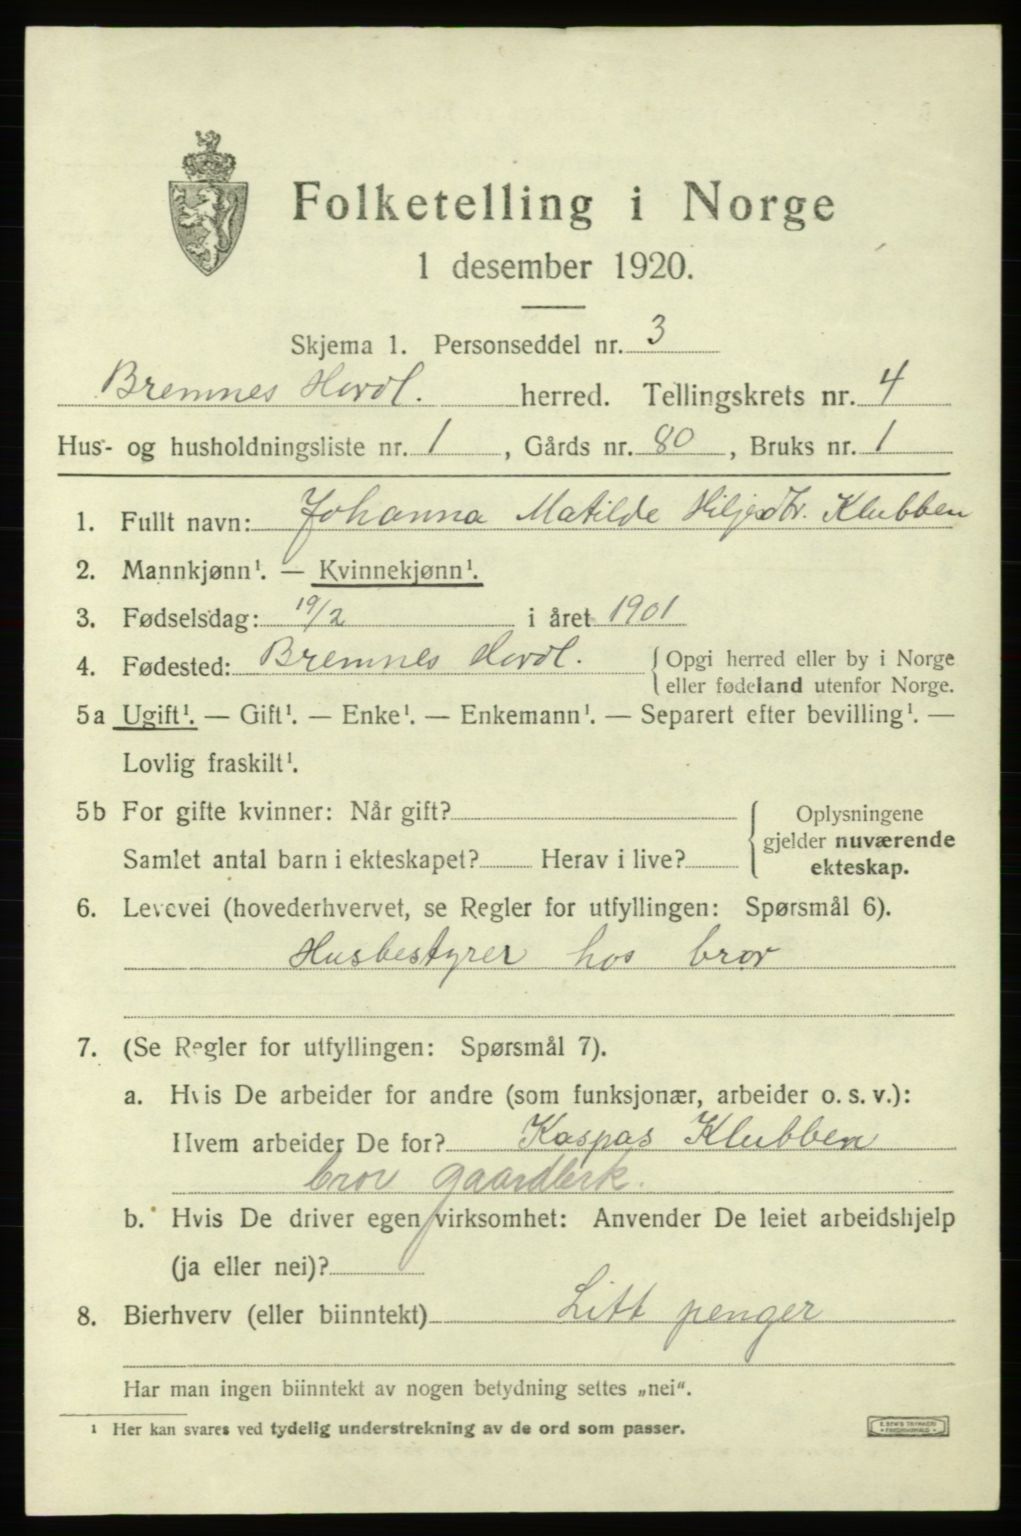 Folketelling i Norge
1 desember 1920.
Skjema 1. Personseddel nr. 3
Bremnes Hordl. herred. Tellingskrets nr. 4
Hus- og husholdningsliste nr. 1, Gårds nr. 80, Bruks nr. 1
1. Fullt navn: Johanna Matilde Klubben
2. Mannkjønn¹. — Kvinnekjønn¹.
3. Fødselsdag: 19/2 i året 1901
4. Fødested: Bremnes Hordl. { Opgi herred eller by i Norge
eller fødeland utenfor Norge.
5a Ugift¹. — Gift¹. — Enke¹. — Enkemann¹. — Separert efter bevilling¹. —
Lovlig fraskilt¹.
5b For gifte kvinner: Når gift?
Samlet antal barn i ekteskapet? Herav i live?
Oplysningene
gjelder nuværende
ekteskap.
6. Levevei (hovederhvervet, se Regler for utfyllingen: Spørsmål 6).
Husbestyrer hos bror
7. (Se Regler for utfyllingen: Spørsmål 7).
a. Hvis De arbeider for andre (som funksjonær, arbeider o. s. v.):
Hvem arbeider De for? Kaspas Klubben
bror gaardbrk.
b. Hvis De driver egen virksomhet: Anvender De leiet arbeidshjelp
(ja eller nei)?
8. Bierhverv (eller biinntekt) Litt penger
Har man ingen biinntekt av nogen betydning settes „nei“.
¹ Her kan svares ved tydelig understrekning av de ord som passer.